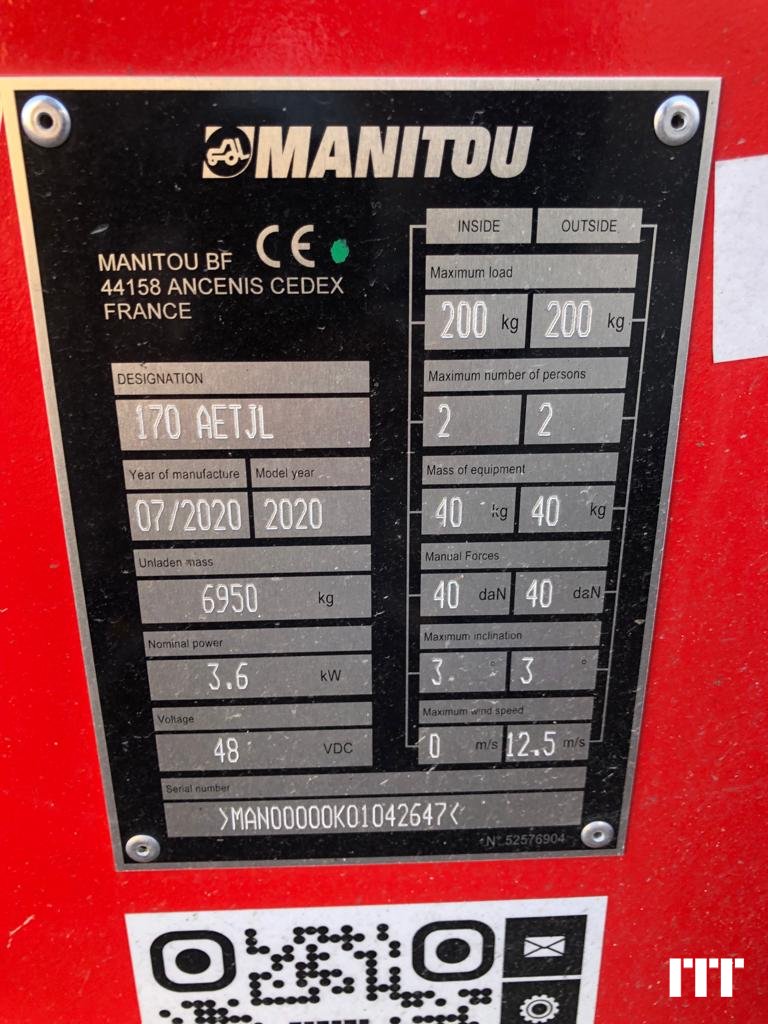 MANITOU
MANITOU BF CE
44158 ANCENIS CEDEX
FRANCE
DESIGNATION
170 AETJL
Year of manufacture Model year
07/2020 2020
Unladen mass
6950 kg
Nominal power
3.6 kW
Voltage
48 VDC
INSIDE OUTSIDE
Maximum load
200 kg 200 kg
Maximum number of persons
2 2
Mass of equipment
40 kg 40 kg
Manual Forces
40 daN 40 daN
Maximum inclination
3 ° 3 °
Maximum wind speed
0 m/s 12.5 m/s
Serial number
>MAN00000K01042647<
N° 52576904